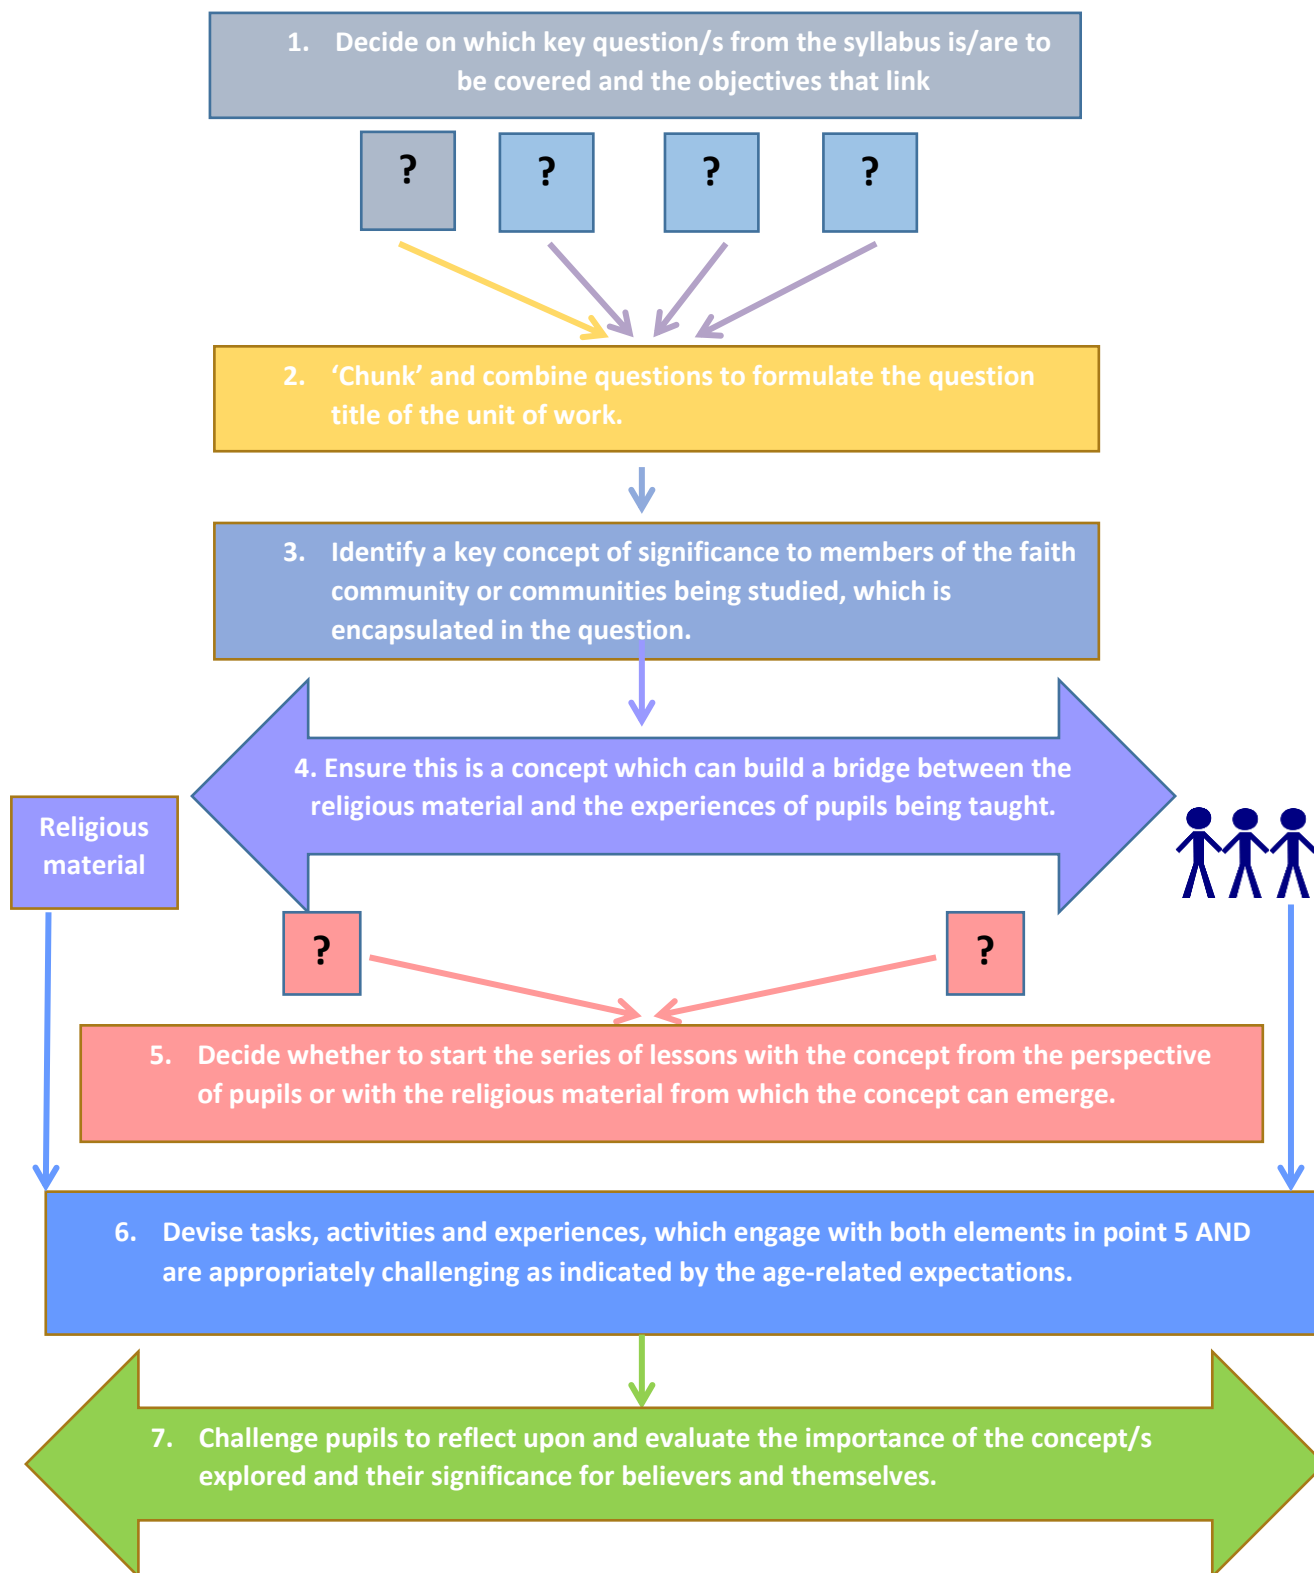 1. Decide on which key question/s from the syllabus is/are to
be covered and the objectives that link
? ? ? ?
2. ‘Chunk’ and combine questions to formulate the question
title of the unit of work.
3. Identify a key concept of significance to members of the faith
community or communities being studied, which is
encapsulated in the question.
4. Ensure this is a concept which can build a bridge between the
religious material and the experiences of pupils being taught.
Religious
material
? ?
5. Decide whether to start the series of lessons with the concept from the perspective
of pupils or with the religious material from which the concept can emerge.
6. Devise tasks, activities and experiences, which engage with both elements in point 5 AND
are appropriately challenging as indicated by the age-related expectations.
7. Challenge pupils to reflect upon and evaluate the importance of the concept/s
explored and their significance for believers and themselves.